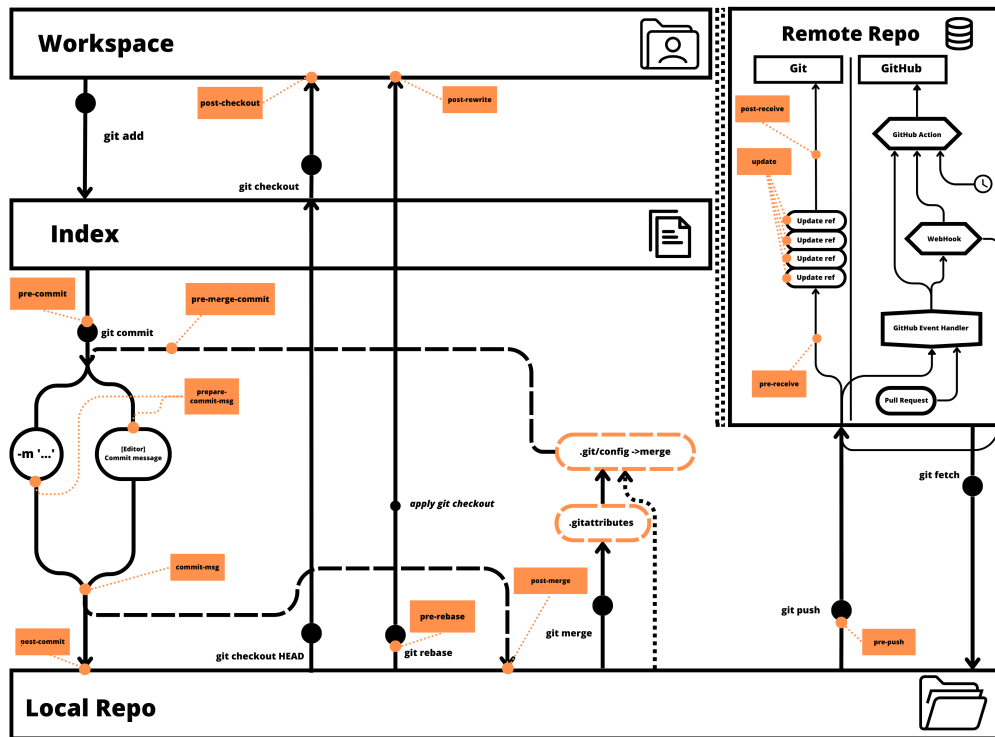 Workspace
Remote Repo
Git
GitHub
post-checkout
post-rewrite
post-receive
git add
GitHub Action
update
git checkout
Index
Update ref
Update ref
Update ref
Update ref
WebHook
pre-commit
pre-merge-commit
git commit
GitHub Event Handler
pre-receive
prepare-
commit-msg
Pull Request
-m '...'
[Editor]
Commit message
.git/config ->merge
git fetch
apply git checkout
.gitattributes
commit-msg
post-merge
pre-rebase
git push
git merge
post-commit
git checkout HEAD
git rebase
pre-push
Local Repo